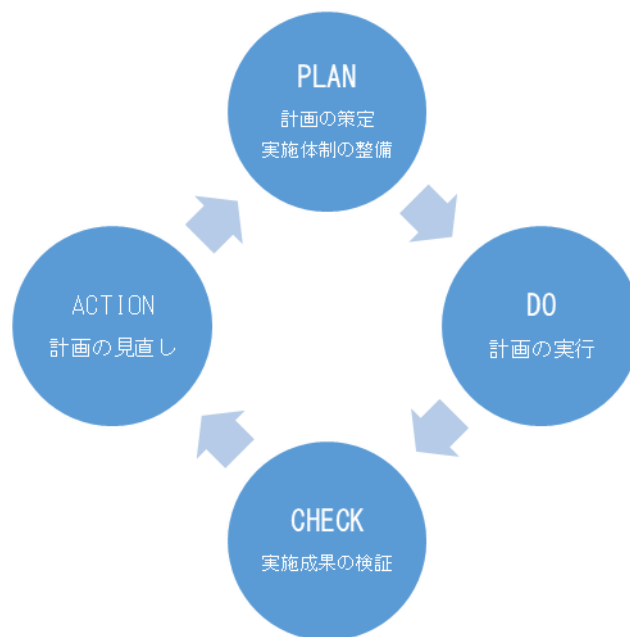 PLAN
計画の策定
実施体制の整備
DO
計画の実行
CHECK
実施成果の検証
ACTION
計画の見直し